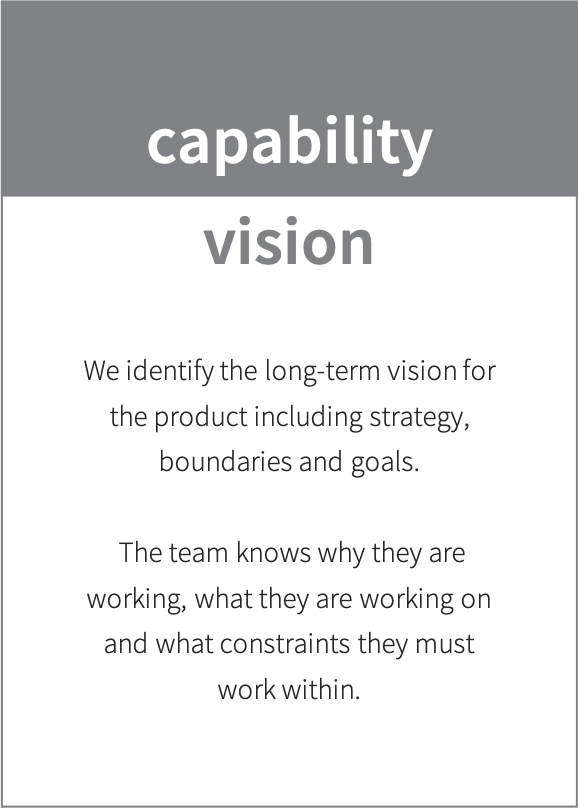 capability
vision
We identify the long-term vision for
the product including strategy,
boundaries and goals.
The team knows why they are
working, what they are working on
and what constraints they must
work within.